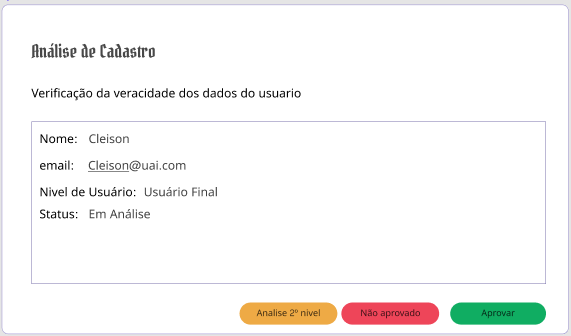 Análise de Cadastro
Verificação da veracidade dos dados do usuario
Nome: Cleison
email: Cleison@uai.com
Nivel de Usuário: Usuário Final
Status: Em Análise
Analise 2º nivel Não aprovado Aprovar